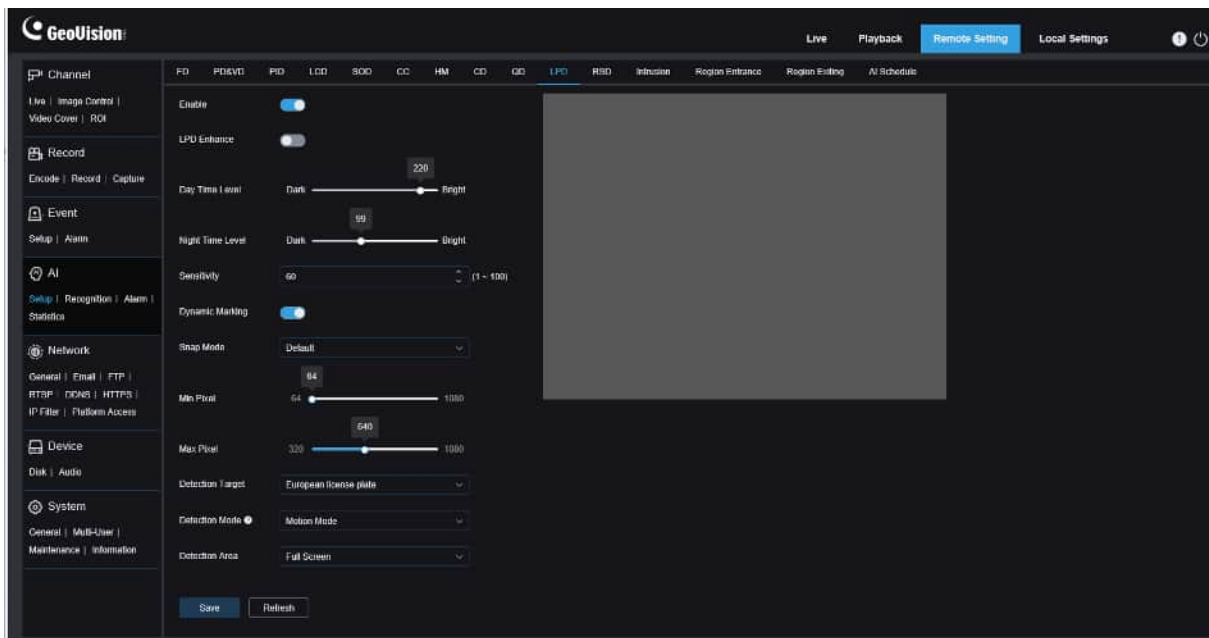 GeoVision
Live Playback Remote Setting Local Settings
Channel
Live | Image Control |
Video Cover | ROI
Record
Encode | Record | Capture
Event
Setup | Alarm
AI
Setup | Recognition | Alarm |
Statistics
Network
General | Email | FTP |
RTSP | DDNS | HTTPS |
IP Filter | Platform Access
Device
Disk | Audio
System
General | Multi-User |
Maintenance | Information
FD PD&VD PID LCD SOD CC HM CD QD LPD RSD Intrusion Region Entrance Region Exiting AI Schedule
Enable
LPD Enhance
220
Day Time Level Dark Bright
99
Night Time Level Dark Bright
Sensitivity 60 (1 ~ 100)
Dynamic Marking
Snap Mode Default
64
Min Pixel 64 1080
640
Max Pixel 320 1080
Detection Target European license plate
Detection Mode Motion Mode
Detection Area Full Screen
Save Refresh